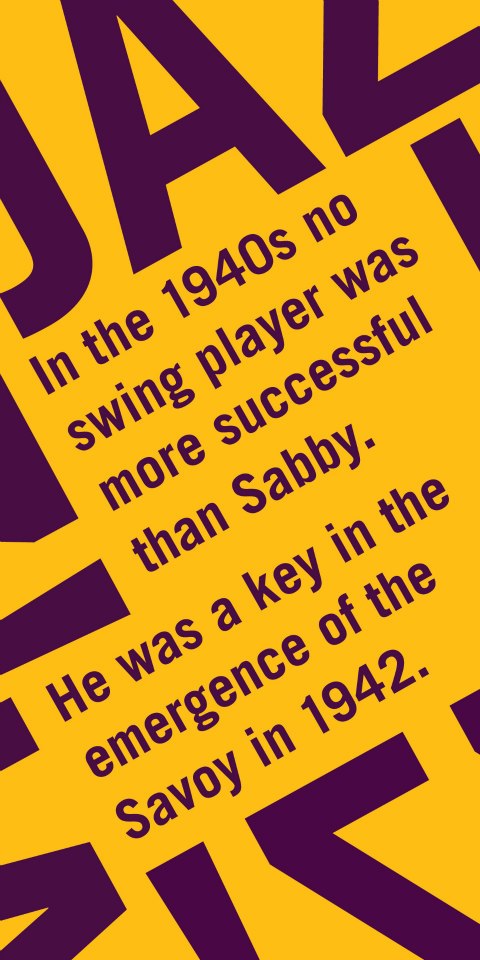 JAZ
In the 1940s no
swing player was
more successful
than Sabby.
He was a key in the
emergence of the
Savoy in 1942.